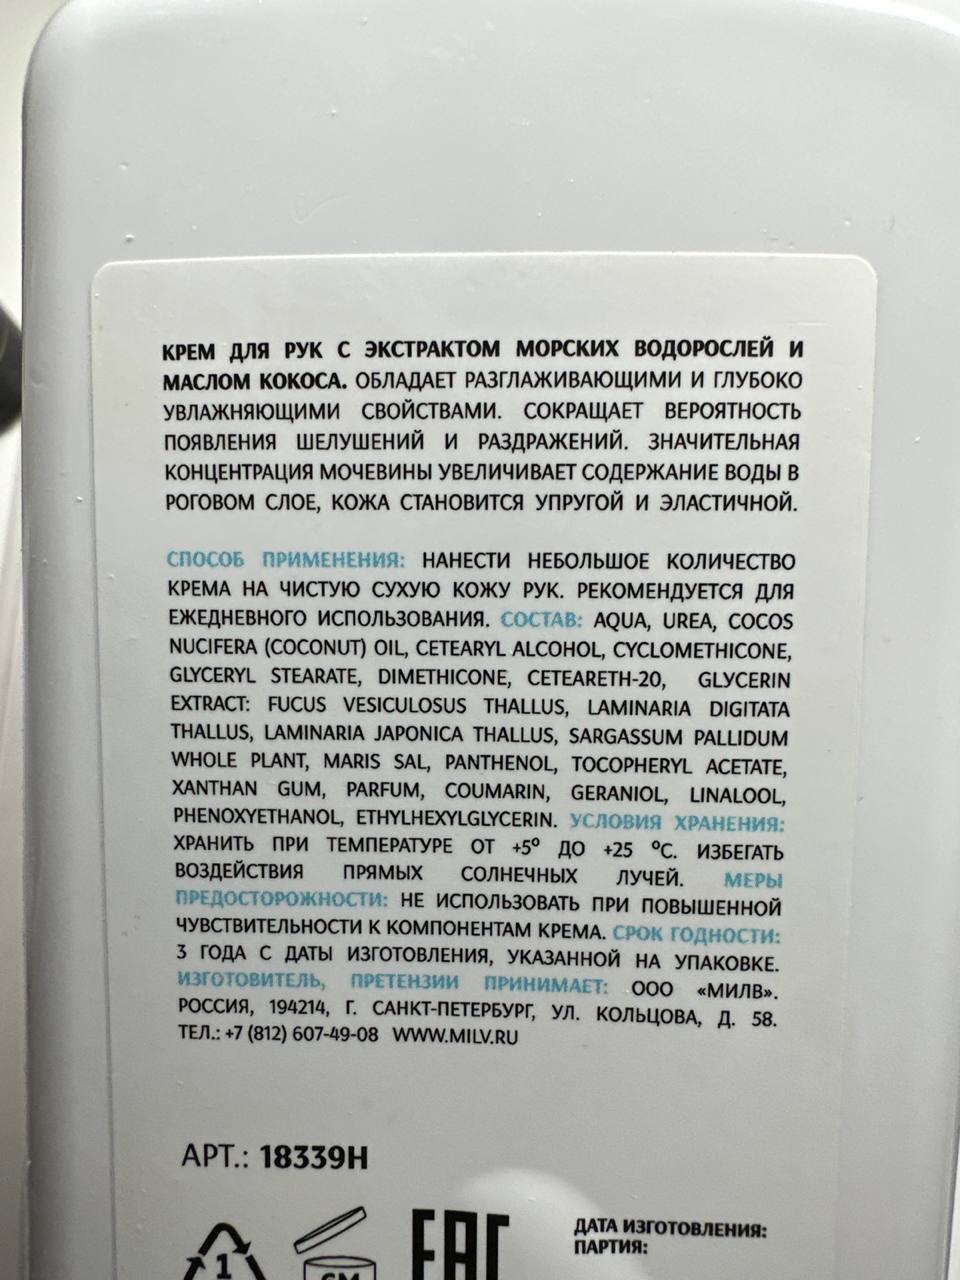 КРЕМ ДЛЯ РУК С ЭКСТРАКТОМ МОРСКИХ ВОДОРОСЛЕЙ И
МАСЛОМ КОКОСА. ОБЛАДАЕТ РАЗГЛАЖИВАЮЩИМИ И ГЛУБОКО
УВЛАЖНЯЮЩИМИ СВОЙСТВАМИ. СОКРАЩАЕТ ВЕРОЯТНОСТЬ
ПОЯВЛЕНИЯ ШЕЛУШЕНИЙ И РАЗДРАЖЕНИЙ. ЗНАЧИТЕЛЬНАЯ
КОНЦЕНТРАЦИЯ МОЧЕВИНЫ УВЕЛИЧИВАЕТ СОДЕРЖАНИЕ ВОДЫ В
РОГОВОМ СЛОЕ, КОЖА СТАНОВИТСЯ УПРУГОЙ И ЭЛАСТИЧНОЙ.
СПОСОБ ПРИМЕНЕНИЯ: НАНЕСТИ НЕБОЛЬШОЕ КОЛИЧЕСТВО
КРЕМА НА ЧИСТУЮ СУХУЮ КОЖУ РУК. РЕКОМЕНДУЕТСЯ ДЛЯ
ЕЖЕДНЕВНОГО ИСПОЛЬЗОВАНИЯ. СОСТАВ: AQUA, UREA, COCOS
NUCIFERA (COCONUT) OIL, CETEARYL ALCOHOL, CYCLOMETHICONE,
GLYCERYL STEARATE, DIMETHICONE, CETEARETH-20, GLYCERIN
EXTRACT: FUCUS VESICULOSUS THALLUS, LAMINARIA DIGITATA
THALLUS, LAMINARIA JAPONICA THALLUS, SARGASSUM PALLIDUM
WHOLE PLANT, MARIS SAL, PANTHENOL, TOCOPHERYL ACETATE,
XANTHAN GUM, PARFUM, COUMARIN, GERANIOL, LINALOOL,
PHENOXYETHANOL, ETHYLHEXYLGLYCERIN. УСЛОВИЯ ХРАНЕНИЯ:
ХРАНИТЬ ПРИ ТЕМПЕРАТУРЕ ОТ +5° ДО +25 °С. ИЗБЕГАТЬ
ВОЗДЕЙСТВИЯ ПРЯМЫХ СОЛНЕЧНЫХ ЛУЧЕЙ. МЕРЫ
ПРЕДОСТОРОЖНОСТИ: НЕ ИСПОЛЬЗОВАТЬ ПРИ ПОВЫШЕННОЙ
ЧУВСТВИТЕЛЬНОСТИ К КОМПОНЕНТАМ КРЕМА. СРОК ГОДНОСТИ:
3 ГОДА С ДАТЫ ИЗГОТОВЛЕНИЯ, УКАЗАННОЙ НА УПАКОВКЕ.
ИЗГОТОВИТЕЛЬ, ПРЕТЕНЗИИ ПРИНИМАЕТ: ООО «МИЛВ».
РОССИЯ, 194214, Г. САНКТ-ПЕТЕРБУРГ, УЛ. КОЛЬЦОВА, Д. 58.
ТЕЛ.: +7 (812) 607-49-08 WWW.MILV.RU
АРТ.: 18339H
1
6M
EAC
ДАТА ИЗГОТОВЛЕНИЯ:
ПАРТИЯ: